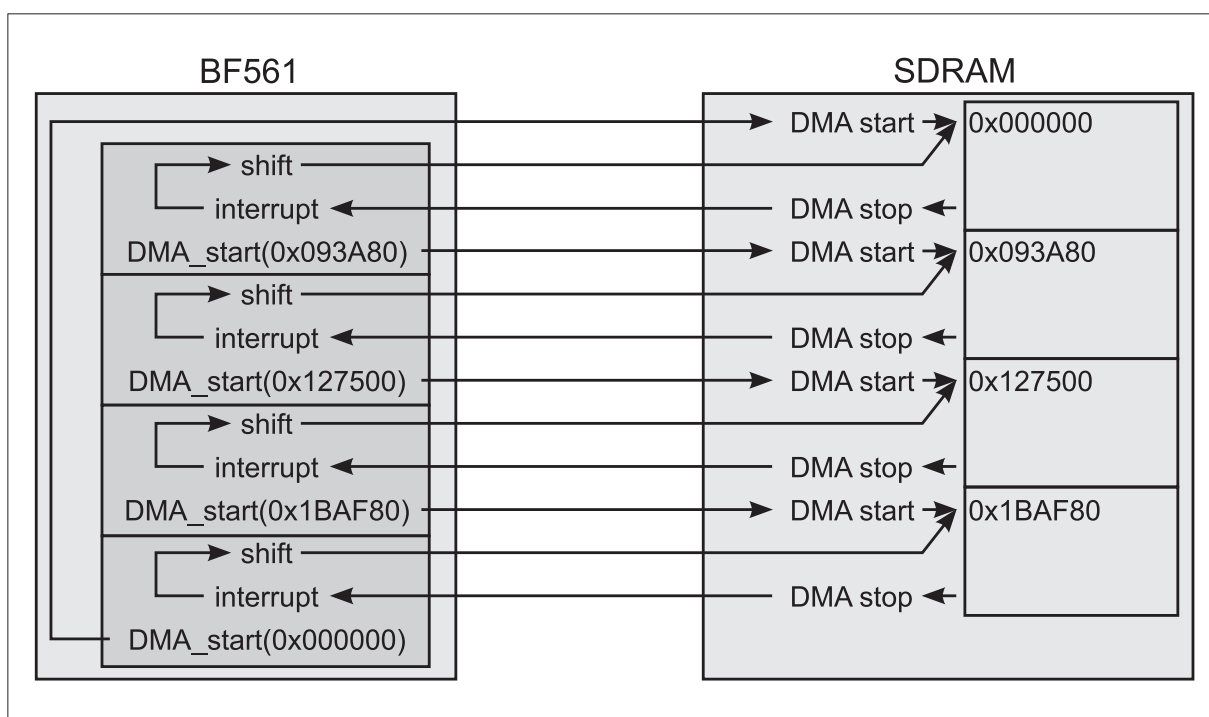 BF561
SDRAM
DMA start
0x000000
shift
interrupt
DMA stop
DMA_start(0x093A80)
DMA start
0x093A80
shift
interrupt
DMA stop
DMA_start(0x127500)
DMA start
0x127500
shift
interrupt
DMA stop
DMA_start(0x1BAF80)
DMA start
0x1BAF80
shift
interrupt
DMA stop
DMA_start(0x000000)